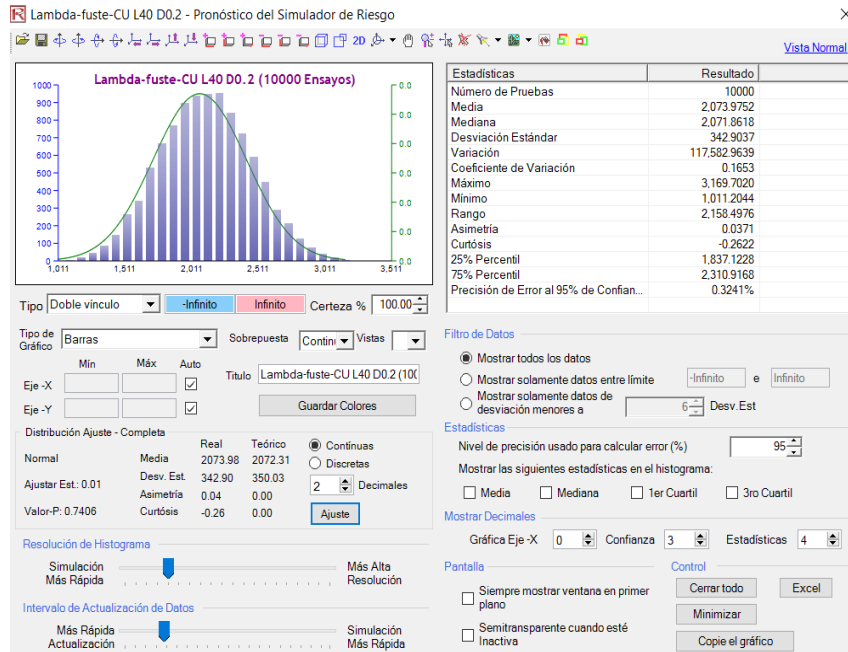 Lambda-fuste-CU L40 D0.2 - Pronóstico del Simulador de Riesgo
2D
Vista Normal
Lambda-fuste-CU L40 D0.2 (10000 Ensayos)
1000
900
800
700
600
500
400
300
200
100
0
0.0
0.0
0.0
0.0
0.0
0.0
1,011 1,511 2,011 2,511 3,011 3,511
Tipo Doble vínculo -Infinito Infinito Certeza % 100.00
Tipo de Gráfico Barras Sobrepuesta Continu Vistas
Mín Máx Auto
Titulo Lambda-fuste-CU L40 D0.2 (10(
Eje -X
Eje -Y
Guardar Colores
Distribución Ajuste - Completa
Real Teórico
Normal Media 2073.98 2072.31
Ajustar Est.: 0.01 Desv. Est. 342.90 350.03
Asimetría 0.04 0.00
Valor-P: 0.7406 Curtósis -0.26 0.00
Contínuas
Discretas
2 Decimales
Ajuste
Resolución de Histograma
Simulación Más Rápida
Más Alta Resolución
Intervalo de Actualización de Datos
Más Rápida Actualización
Simulación Más Rápida
Estadísticas Resultado
Número de Pruebas 10000
Media 2,073.9752
Mediana 2,071.8618
Desviación Estándar 342.9037
Variación 117,582.9639
Coeficiente de Variación 0.1653
Máximo 3,169.7020
Mínimo 1,011.2044
Rango 2,158.4976
Asimetría 0.0371
Curtósis -0.2622
25% Percentil 1,837.1228
75% Percentil 2,310.9168
Precisión de Error al 95% de Confian... 0.3241%
Filtro de Datos
Mostrar todos los datos
Mostrar solamente datos entre límite -Infinito e Infinito
Mostrar solamente datos de desviación menores a 6 Desv.Est
Estadísticas
Nivel de precisión usado para calcular error (%) 95
Mostrar las siguientes estadísticas en el histograma:
Media Mediana 1er Cuartil 3ro Cuartil
Mostrar Decimales
Gráfica Eje -X 0 Confianza 3 Estadísticas 4
Pantalla
Siempre mostrar ventana en primer plano
Semitransparente cuando esté Inactiva
Control
Cerrar todo Excel
Minimizar
Copie el gráfico